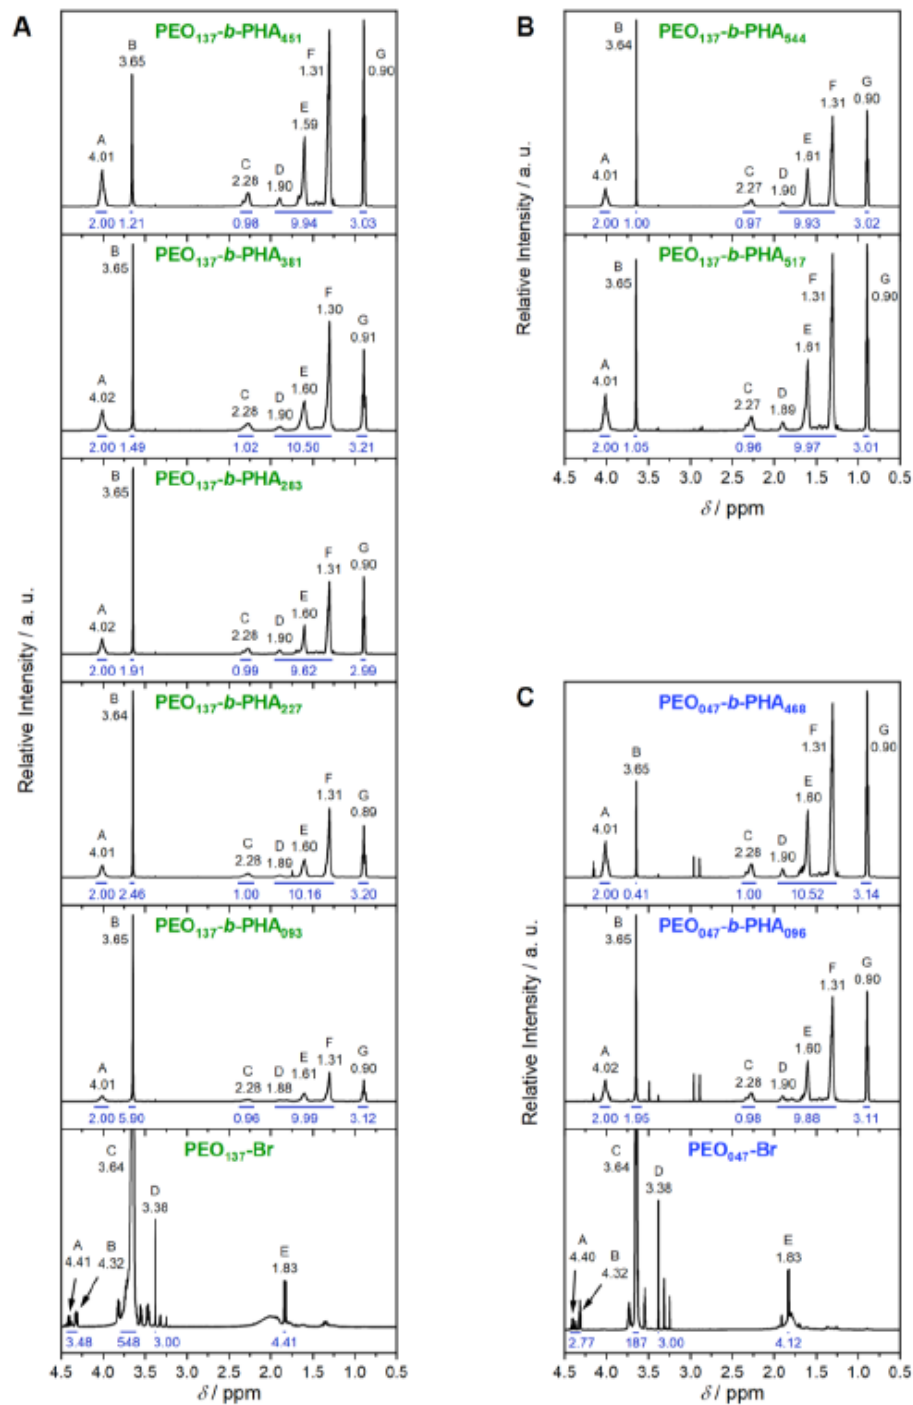 A
PEO137-b-PHA451
B
3.65
F
1.31
G
0.90
E
1.59
A
4.01
C
2.28
D
1.90
2.00 1.21 0.98 9.94 3.03
PEO137-b-PHA381
B
3.65
F
1.30
G
0.91
E
1.60
A
4.02
C
2.28
D
1.90
2.00 1.49 1.02 10.50 3.21
PEO137-b-PHA283
B
3.65
F
1.31
G
0.90
E
1.60
A
4.02
C
2.28
D
1.90
2.00 1.91 0.99 9.62 2.99
PEO137-b-PHA227
B
3.64
F
1.31
G
0.89
E
1.60
A
4.01
C
2.28
D
1.89
2.00 2.46 1.00 10.16 3.20
PEO137-b-PHA093
B
3.65
F
1.31
G
0.90
E
1.61
A
4.01
C
2.28
D
1.88
2.00 5.90 0.96 9.99 3.12
PEO137-Br
C
3.64
D
3.38
A
4.41
B
4.32
E
1.83
3.48 548 3.00 4.41
4.5 4.0 3.5 3.0 2.5 2.0 1.5 1.0 0.5
δ / ppm
Relative Intensity / a. u.
B
PEO137-b-PHA544
B
3.64
F
1.31
G
0.90
E
1.61
A
4.01
C
2.27
D
1.90
2.00 1.00 0.97 9.93 3.02
PEO137-b-PHA517
B
3.65
F
1.31
G
0.90
E
1.61
A
4.01
C
2.27
D
1.89
2.00 1.05 0.96 9.97 3.01
4.5 4.0 3.5 3.0 2.5 2.0 1.5 1.0 0.5
δ / ppm
Relative Intensity / a. u.
C
PEO047-b-PHA468
B
3.65
F
1.31
G
0.90
E
1.60
A
4.01
C
2.28
D
1.90
2.00 0.41 1.00 10.52 3.14
PEO047-b-PHA096
B
3.65
F
1.31
G
0.90
E
1.60
A
4.02
C
2.28
D
1.90
2.00 1.95 0.98 9.88 3.11
PEO047-Br
C
3.64
D
3.38
A
4.40
B
4.32
E
1.83
2.77 187 3.00 4.12
4.5 4.0 3.5 3.0 2.5 2.0 1.5 1.0 0.5
δ / ppm
Relative Intensity / a. u.